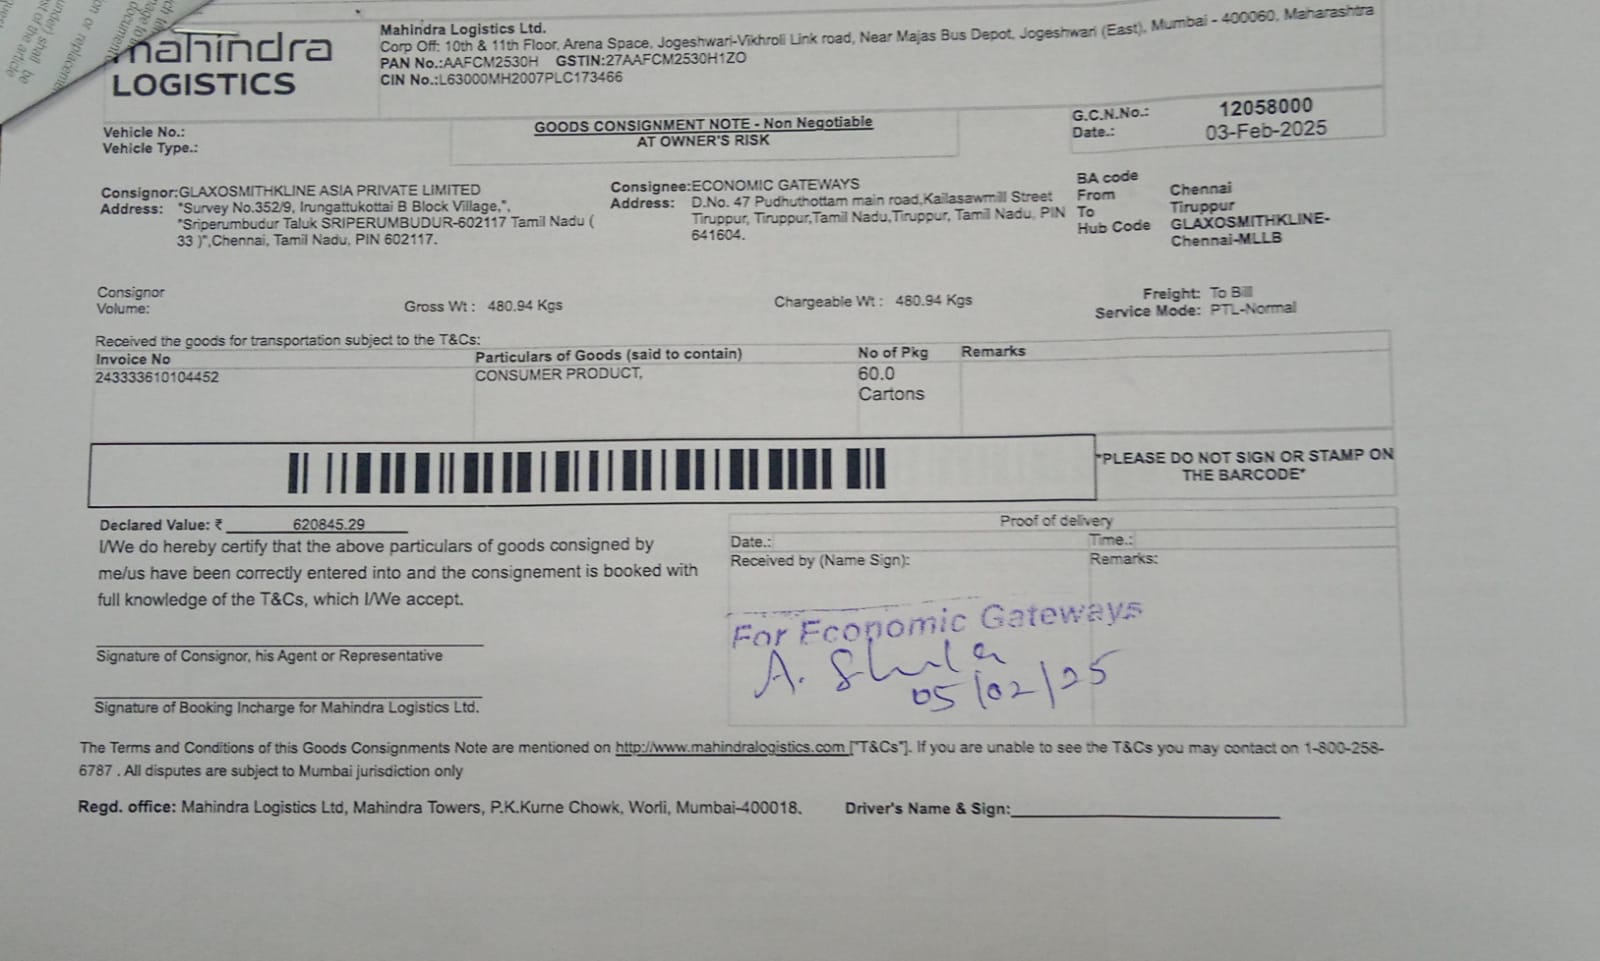 mahindra
LOGISTICS
Mahindra Logistics Ltd.
Corp Off: 10th & 11th Floor, Arena Space, Jogeshwari-Vikhroli Link road, Near Majas Bus Depot, Jogeshwari (East), Mumbai - 400060, Maharashtra
PAN No.:AAFCM2530H GSTIN:27AAFCM2530H1ZO
CIN No.:L63000MH2007PLC173466
Vehicle No.:
Vehicle Type.:
GOODS CONSIGNMENT NOTE - Non Negotiable
AT OWNER'S RISK
G.C.N.No.: 12058000
Date.: 03-Feb-2025
Consignor:GLAXOSMITHKLINE ASIA PRIVATE LIMITED
Address: "Survey No.352/9, Irungattukottai B Block Village,",
"Sriperumbudur Taluk SRIPERUMBUDUR-602117 Tamil Nadu (
33 )",Chennai, Tamil Nadu, PIN 602117.
Consignee:ECONOMIC GATEWAYS
Address: D.No. 47 Pudhuthottam main road,Kailasawmill Street
Tiruppur, Tiruppur,Tamil Nadu,Tiruppur, Tamil Nadu, PIN
641604.
BA code
From Chennai
To Tiruppur
Hub Code GLAXOSMITHKLINE-
Chennai-MLLB
Consignor
Volume:
Gross Wt : 480.94 Kgs
Chargeable Wt : 480.94 Kgs
Freight: To Bill
Service Mode: PTL-Normal
Received the goods for transportation subject to the T&Cs:
Invoice No Particulars of Goods (said to contain) No of Pkg Remarks
243333610104452 CONSUMER PRODUCT, 60.0
Cartons
*PLEASE DO NOT SIGN OR STAMP ON
THE BARCODE*
Declared Value: ₹ 620845.29
I/We do hereby certify that the above particulars of goods consigned by
me/us have been correctly entered into and the consignement is booked with
full knowledge of the T&Cs, which I/We accept.
Signature of Consignor, his Agent or Representative
Signature of Booking Incharge for Mahindra Logistics Ltd.
Proof of delivery
Date.: Time.:
Received by (Name Sign): Remarks:
For Economic Gateways
A.
05/02/25
The Terms and Conditions of this Goods Consignments Note are mentioned on http://www.mahindralogistics.com ["T&Cs"]. If you are unable to see the T&Cs you may contact on 1-800-258-
6787 . All disputes are subject to Mumbai jurisdiction only
Regd. office: Mahindra Logistics Ltd, Mahindra Towers, P.K.Kurne Chowk, Worli, Mumbai-400018. Driver's Name & Sign: